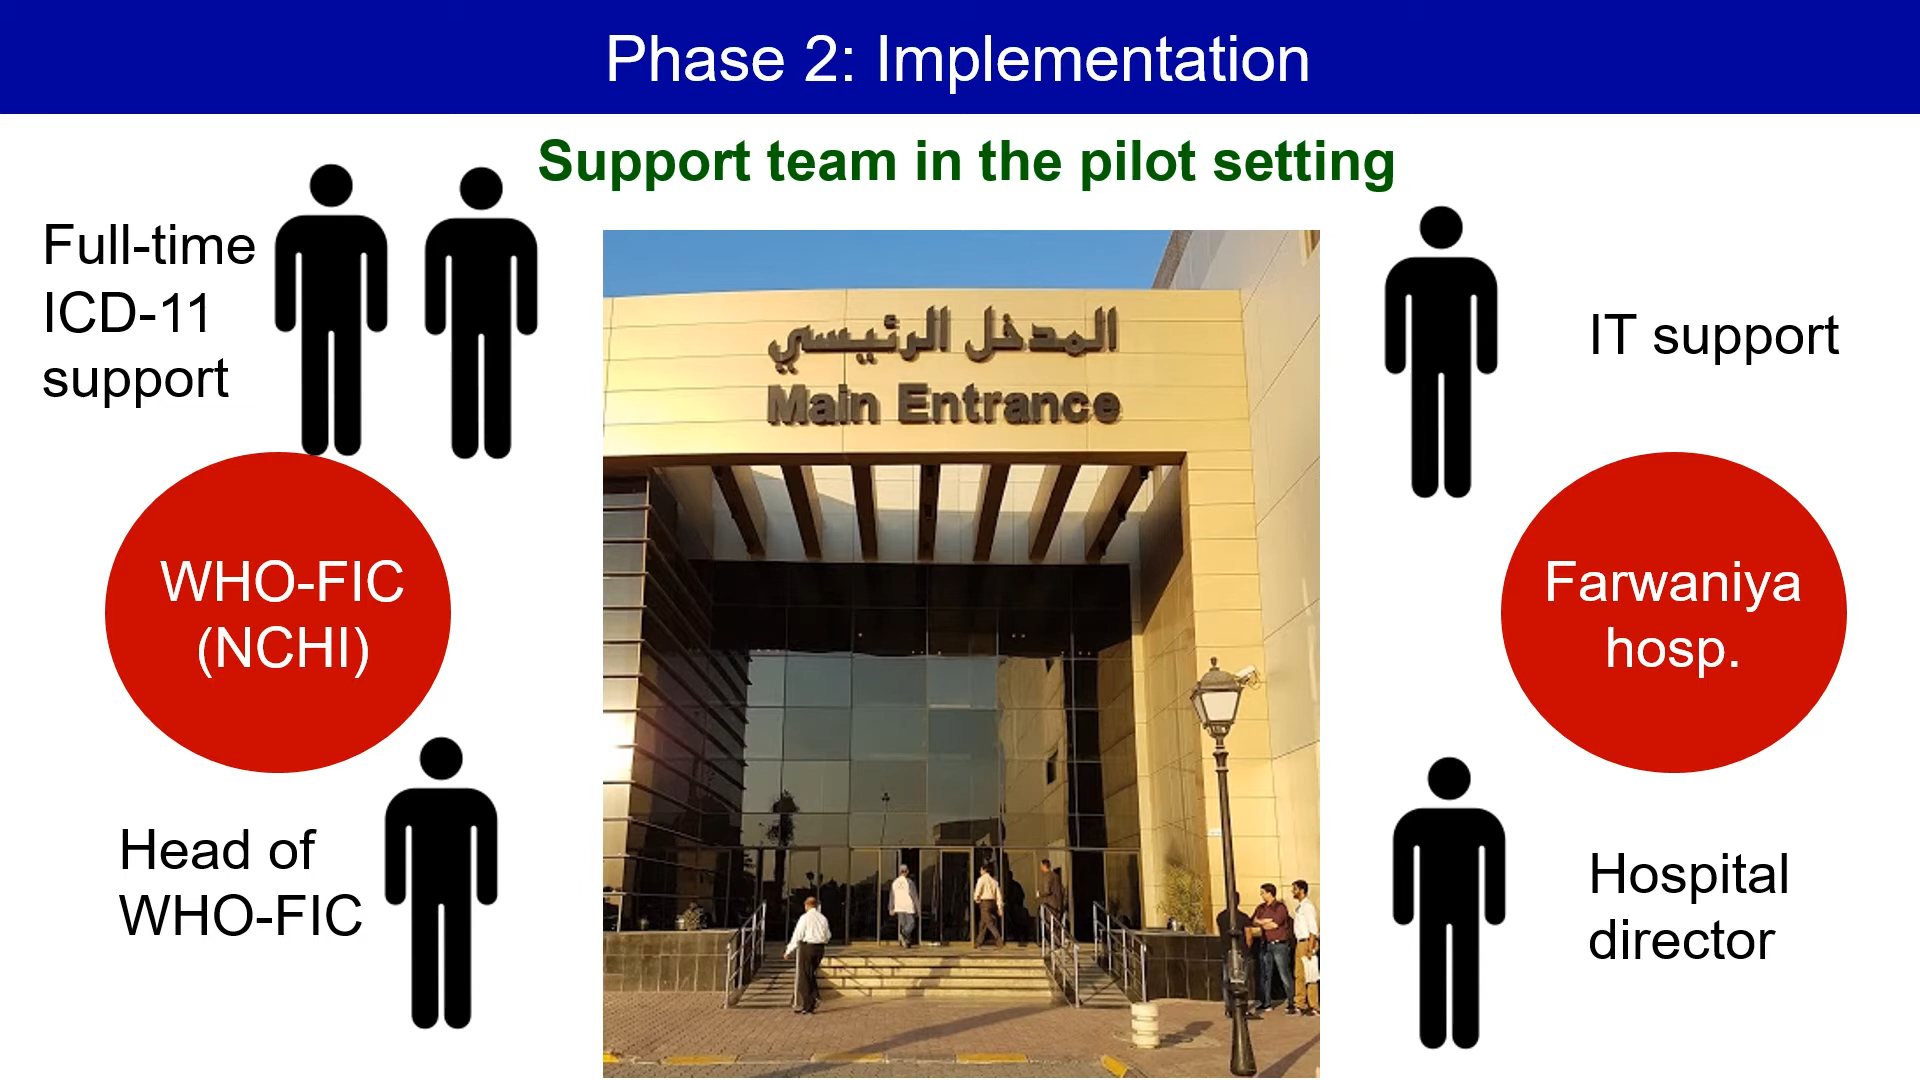 Phase 2: Implementation
Support team in the pilot setting
Full-time
ICD-11
support
WHO-FIC
(NCHI)
Head of
WHO-FIC
المدخل الرئيسي
Main Entrance
IT support
Farwaniya
hosp.
Hospital
director